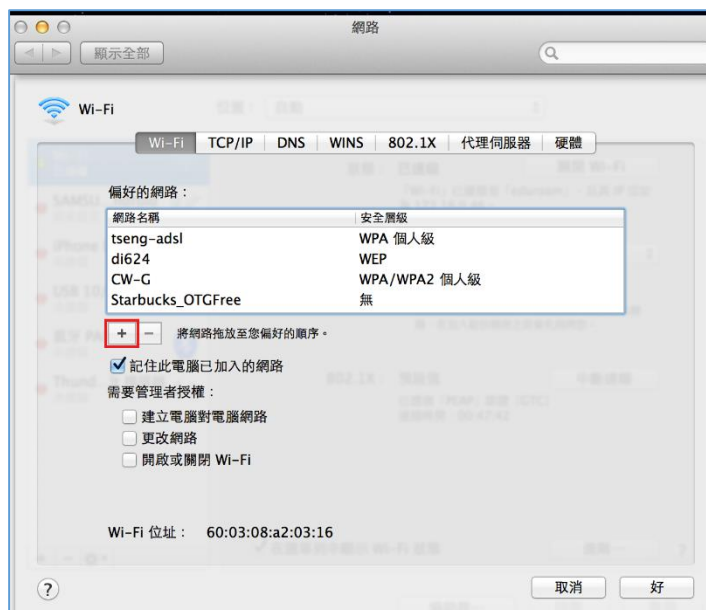 網路
顯示全部
Wi-Fi
Wi-Fi TCP/IP DNS WINS 802.1X 代理伺服器 硬體
偏好的網路：
網路名稱 安全層級
tseng-adsl WPA 個人級
di624 WEP
CW-G WPA/WPA2 個人級
Starbucks_OTGFree 無
+ − 將網路拖放至您偏好的順序。
記住此電腦已加入的網路
需要管理者授權：
建立電腦對電腦網路
更改網路
開啟或關閉 Wi-Fi
Wi-Fi 位址： 60:03:08:a2:03:16
? 取消 好